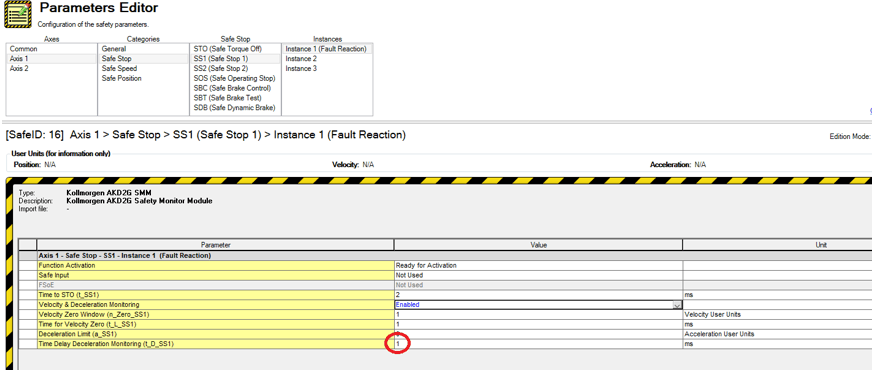 Parameters Editor
Configuration of the safety parameters.
Axes Categories Safe Stop Instances
Common General STO (Safe Torque Off) Instance 1 (Fault Reaction)
Axis 1 Safe Stop SS1 (Safe Stop 1) Instance 2
Axis 2 Safe Speed SS2 (Safe Stop 2) Instance 3
Safe Position SOS (Safe Operating Stop)
SBC (Safe Brake Control)
SBT (Safe Brake Test)
SDB (Safe Dynamic Brake)
[SafeID: 16] Axis 1 > Safe Stop > SS1 (Safe Stop 1) > Instance 1 (Fault Reaction)
Edition Mode:
User Units (for information only)
Position: N/A Velocity: N/A Acceleration: N/A
Type: Kollmorgen AKD2G SMM
Description: Kollmorgen AKD2G Safety Monitor Module
Import file: -
Parameter Value Unit
Axis 1 - Safe Stop - SS1 - Instance 1 (Fault Reaction)
Function Activation Ready for Activation
Safe Input Not Used
FSoE Not Used
Time to STO (t_SS1) 2 ms
Velocity & Deceleration Monitoring Enabled
Velocity Zero Window (n_Zero_SS1) 1 Velocity User Units
Time for Velocity Zero (t_L_SS1) 1 ms
Deceleration Limit (a_SS1) Acceleration User Units
Time Delay Deceleration Monitoring (t_D_SS1) 1 ms